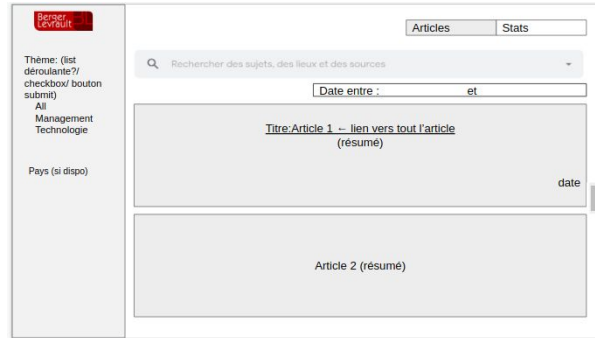 Berger
Levrault
Articles
Stats
Thème: (list
déroulante?/
checkbox/ bouton
submit)
All
Management
Technologie
Pays (si dispo)
Rechercher des sujets, des lieux et des sources
Date entre : et
Titre:Article 1 ← lien vers tout l'article
(résumé)
date
Article 2 (résumé)